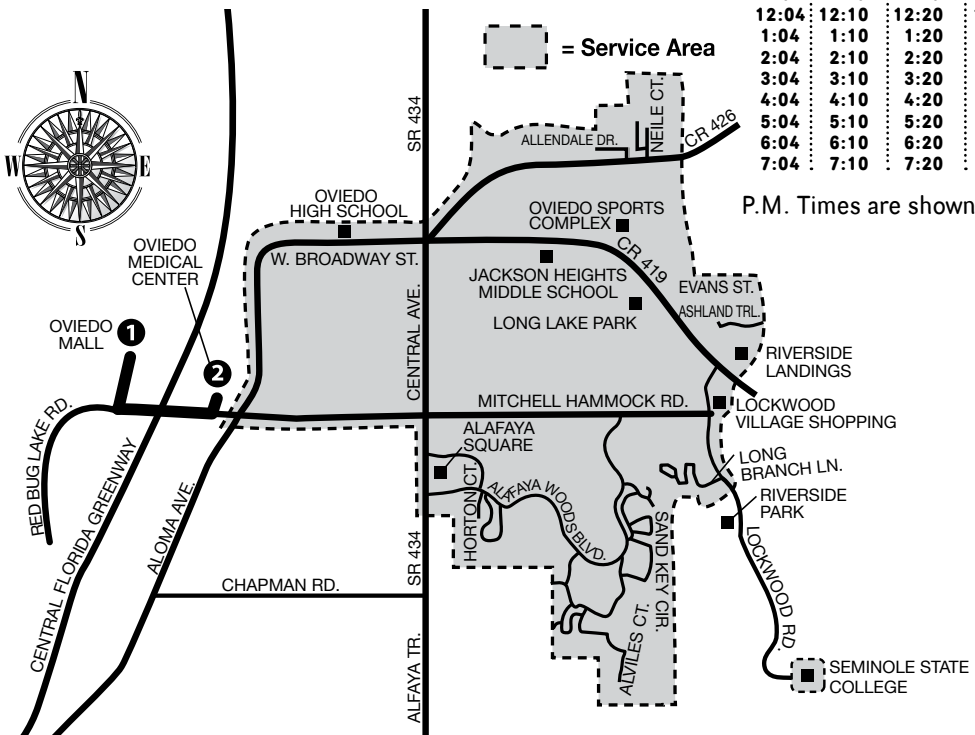 12:04 12:10 12:20
1:04 1:10 1:20
2:04 2:10 2:20
3:04 3:10 3:20
4:04 4:10 4:20
5:04 5:10 5:20
6:04 6:10 6:20
7:04 7:10 7:20
P.M. Times are shown
= Service Area
N
W
E
S
SR 434
NEILE CT.
CR 426
ALLENDALE DR.
OVIEDO
HIGH SCHOOL
OVIEDO SPORTS
COMPLEX
CR 419
W. BROADWAY ST.
OVIEDO
MEDICAL
CENTER
JACKSON HEIGHTS
MIDDLE SCHOOL
EVANS ST.
ASHLAND TRL.
LONG LAKE PARK
OVIEDO
MALL
1
2
CENTRAL AVE.
RIVERSIDE
LANDINGS
MITCHELL HAMMOCK RD.
LOCKWOOD
VILLAGE SHOPPING
RED BUG LAKE RD.
ALAFAYA
SQUARE
LONG
BRANCH LN.
HORTON CT.
ALAFAYA WOODS BLVD.
RIVERSIDE
PARK
SAND KEY CIR.
LOCKWOOD RD.
CENTRAL FLORIDA GREENWAY
ALOMA AVE.
SR 434
CHAPMAN RD.
ALVILES CT.
ALFAYA TR.
SEMINOLE STATE
COLLEGE